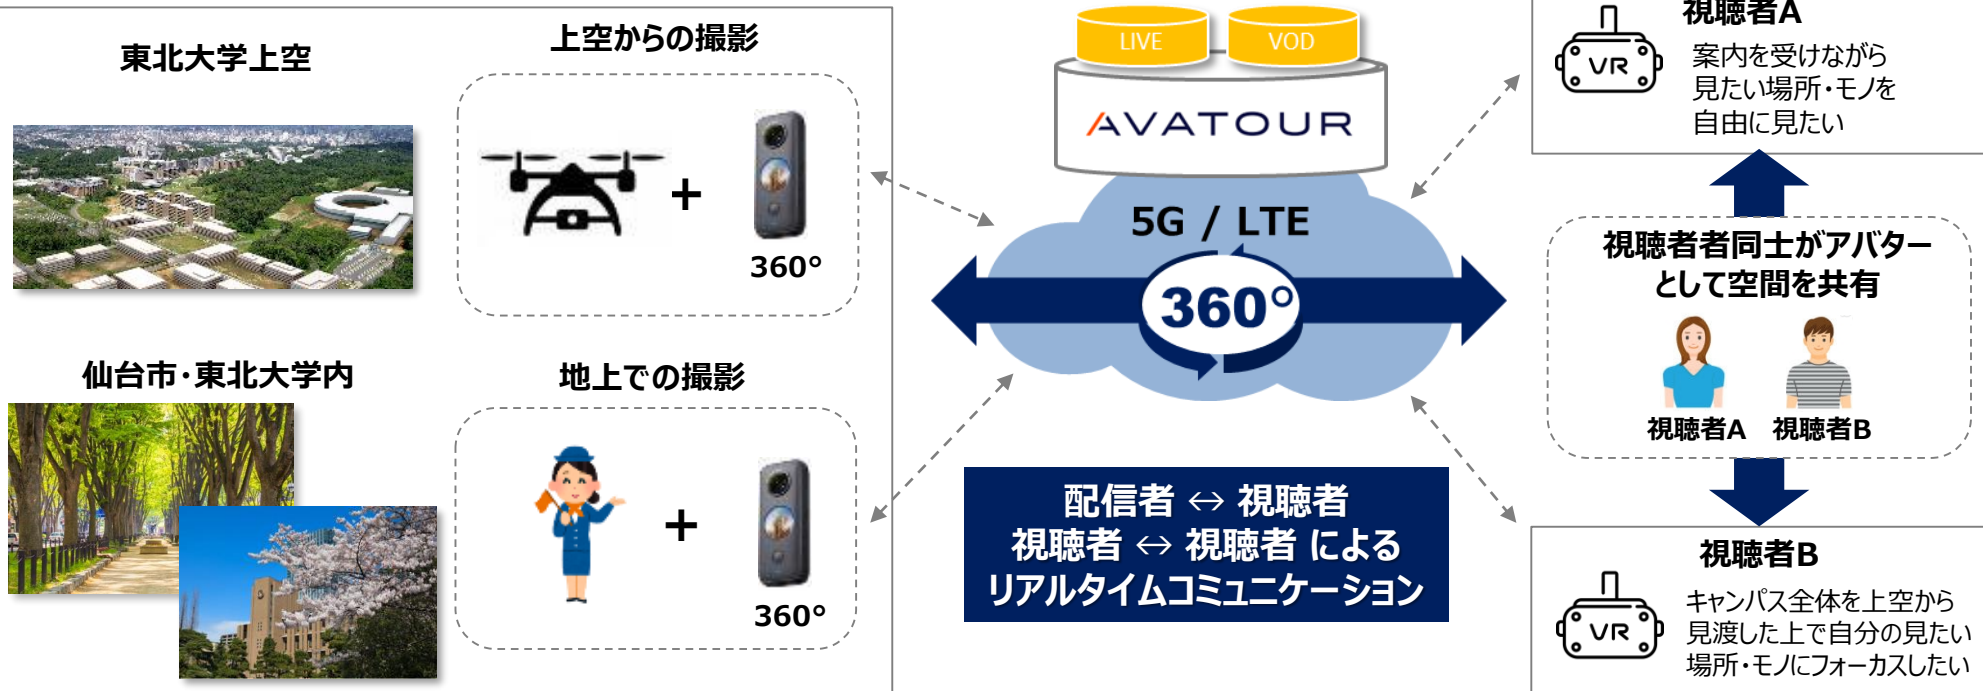 東北大学上空
上空からの撮影
+
360°
仙台市・東北大学内
地上での撮影
+
360°
LIVE
VOD
AVATOUR
5G / LTE
360°
配信者 ↔ 視聴者
視聴者 ↔ 視聴者 による
リアルタイムコミュニケーション
視聴者A
VR
案内を受けながら
見たい場所・モノを
自由に見たい
視聴者者同士がアバター
として空間を共有
視聴者A
視聴者B
視聴者B
VR
キャンパス全体を上空から
見渡した上で自分の見たい
場所・モノにフォーカスしたい